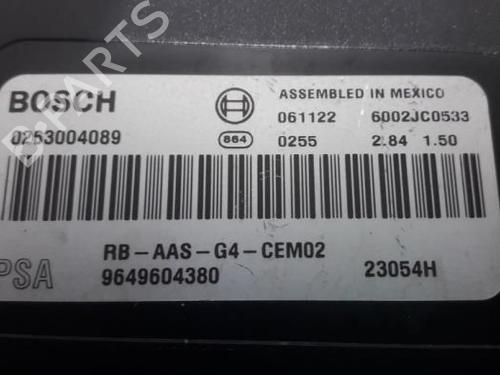 BOSCH
ASSEMBLED IN MEXICO
061122 6002JC0533
0263004089
864
0255 2.84 1.50
RB-AAS-G4-CEM02
PSA
9649604380
23054H